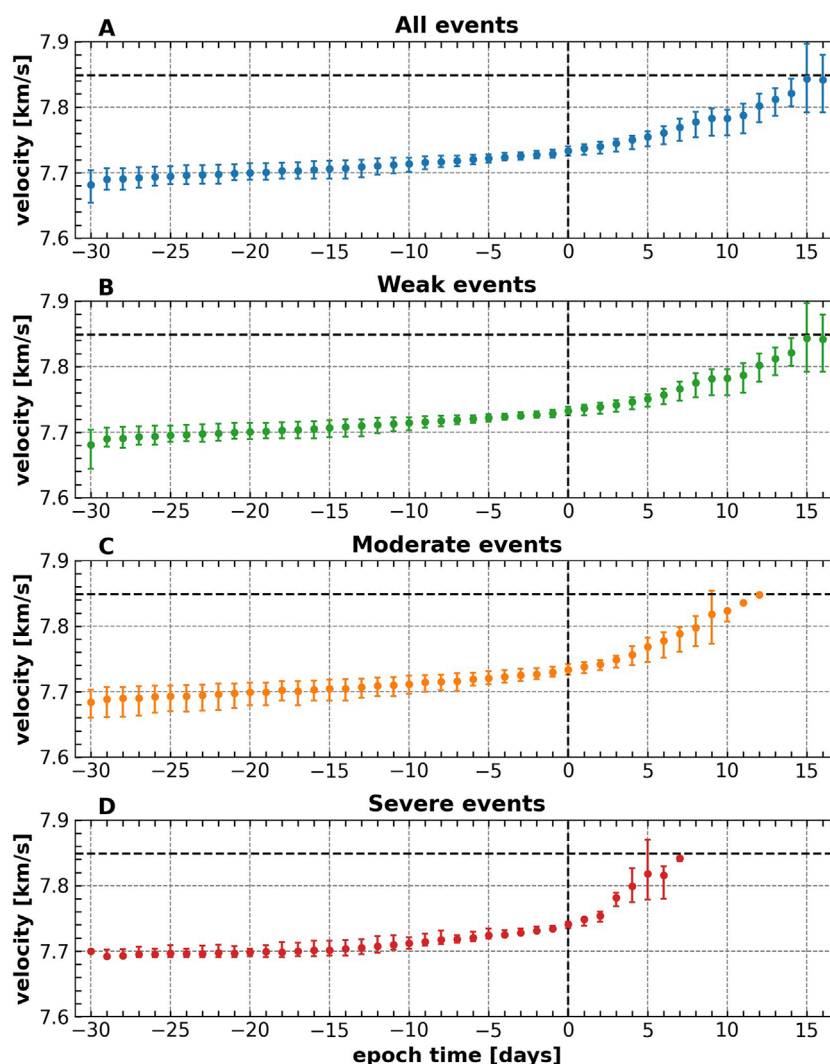 A All events
velocity [km/s]
7.9
7.8
7.7
7.6
−30 −25 −20 −15 −10 −5 0 5 10 15
B Weak events
velocity [km/s]
7.9
7.8
7.7
7.6
−30 −25 −20 −15 −10 −5 0 5 10 15
C Moderate events
velocity [km/s]
7.9
7.8
7.7
7.6
−30 −25 −20 −15 −10 −5 0 5 10 15
D Severe events
velocity [km/s]
7.9
7.8
7.7
7.6
−30 −25 −20 −15 −10 −5 0 5 10 15
epoch time [days]